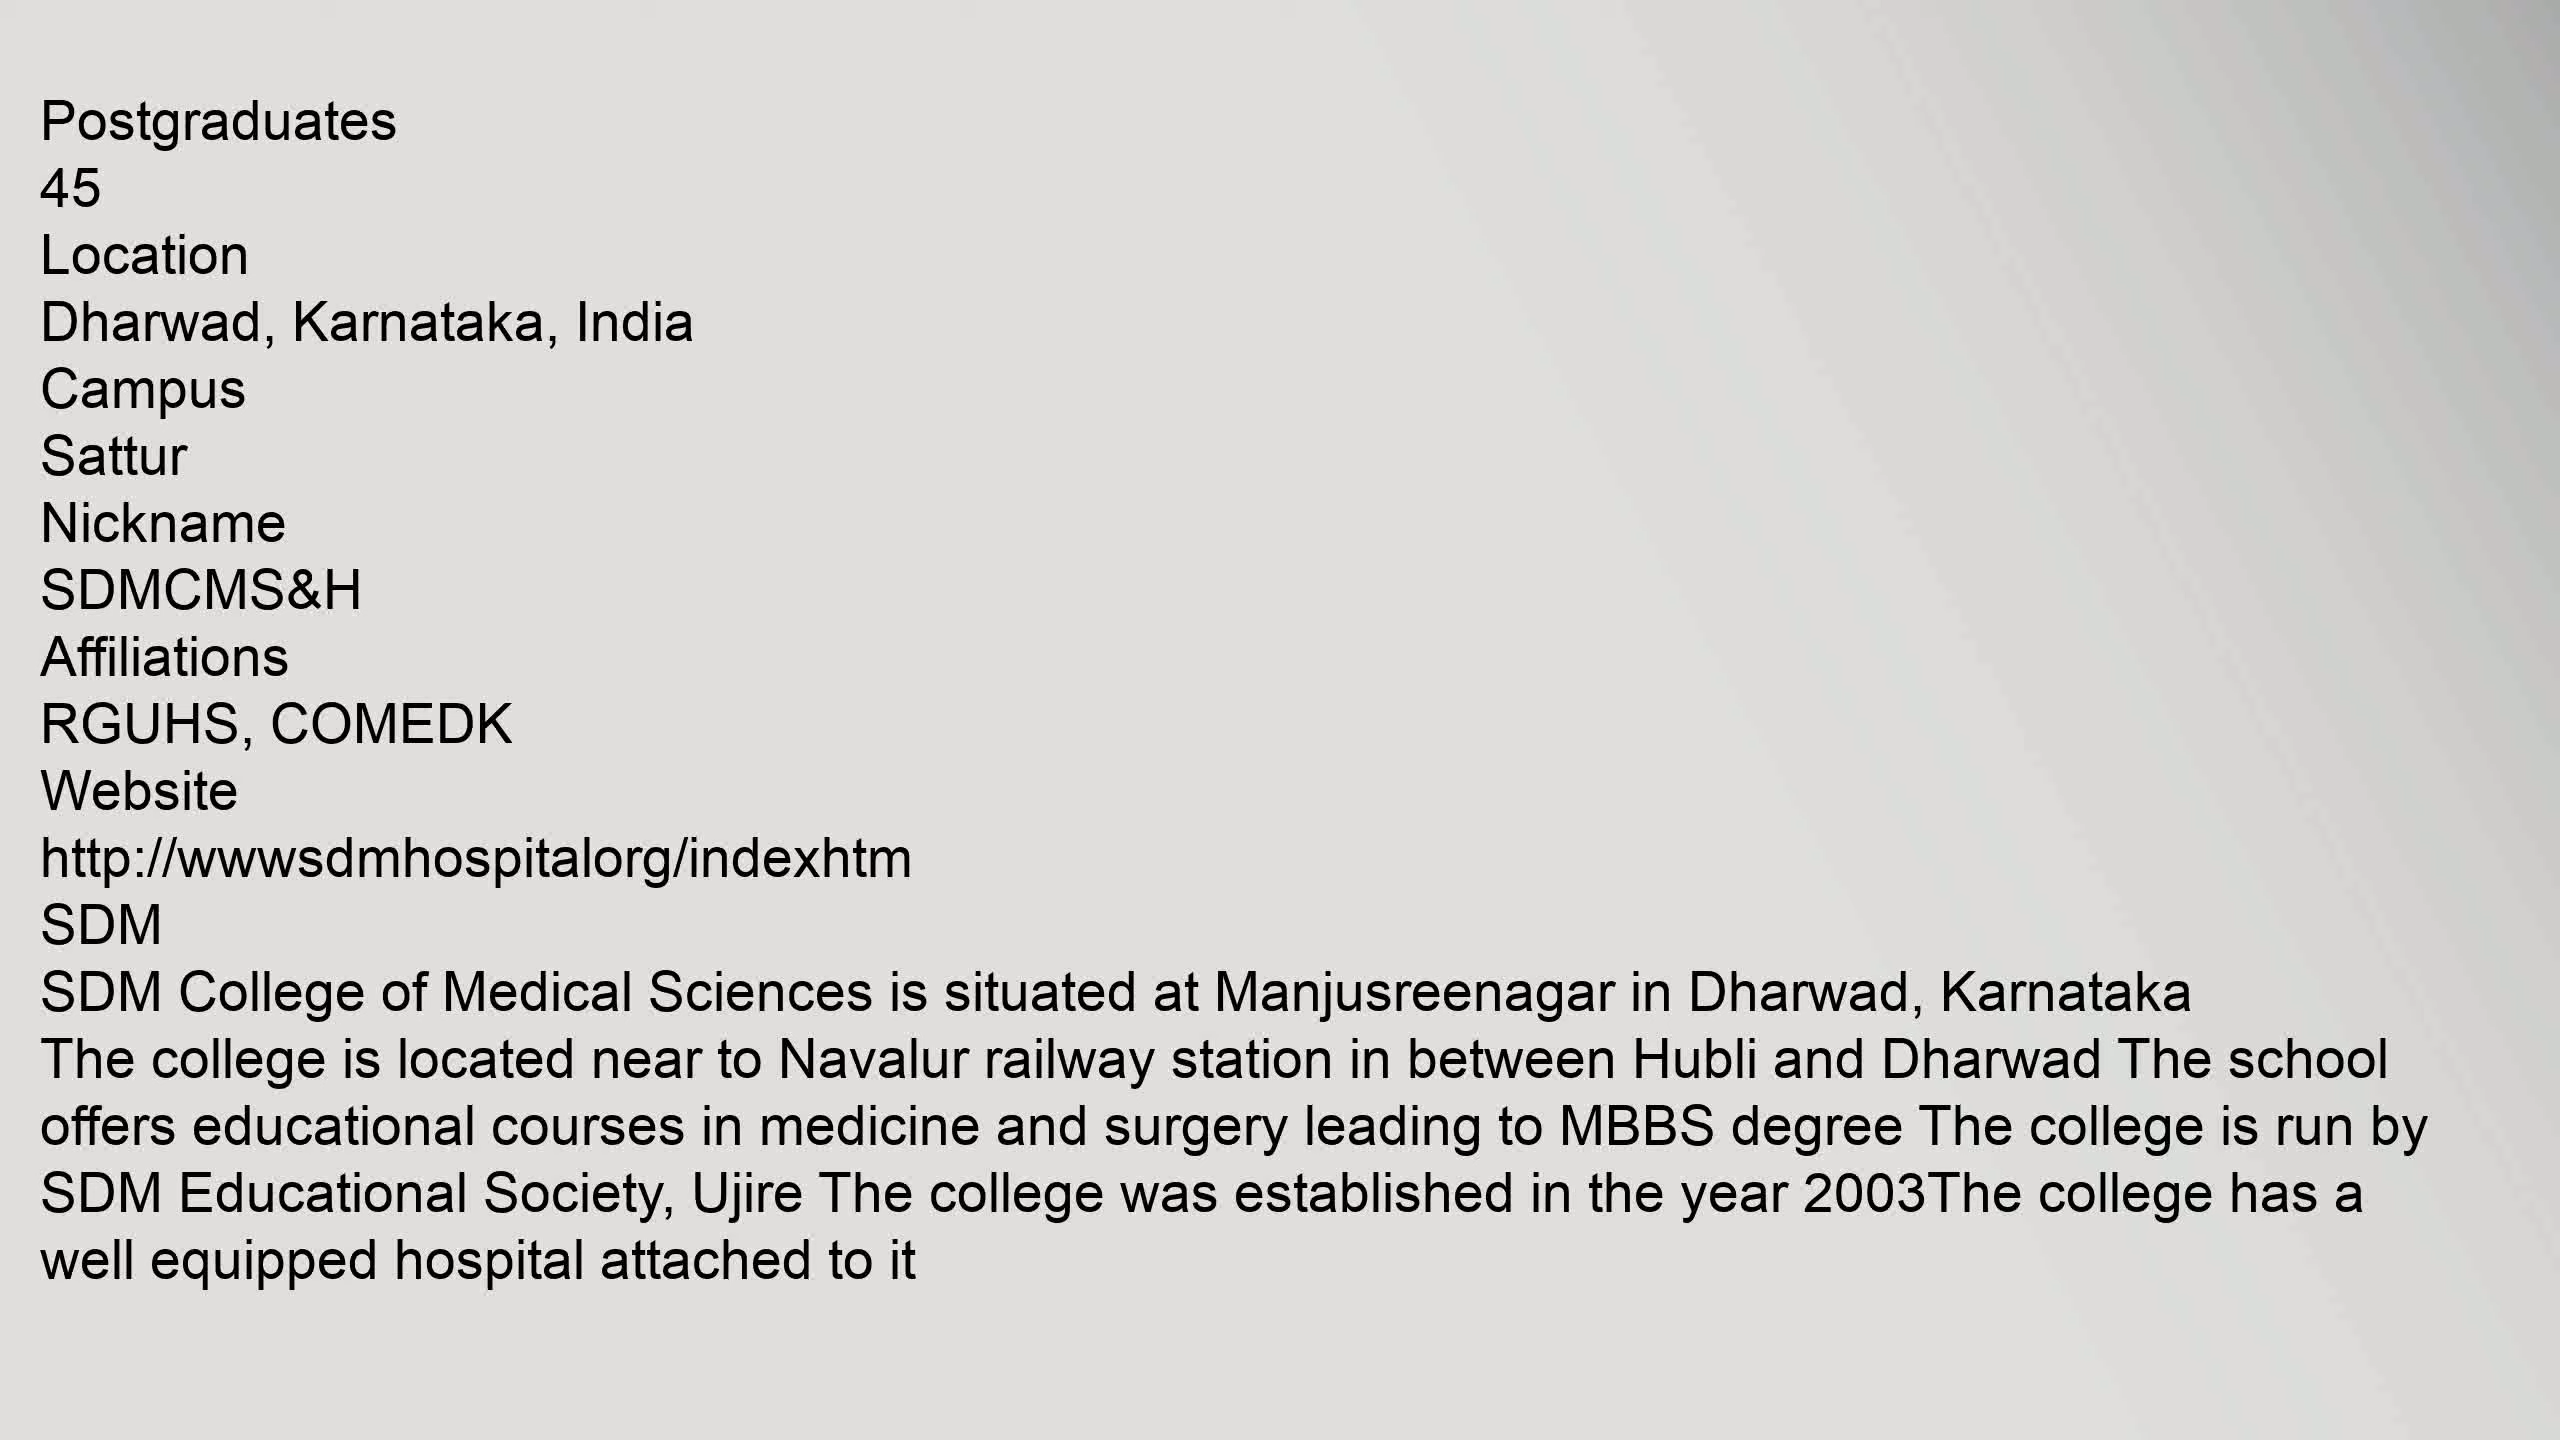 Postgraduates
45
Location
Dharwad, Karnataka, India
Campus
Sattur
Nickname
SDMCMS&H
Affiliations
RGUHS, COMEDK
Website
http://wwwsdmhospitalorg/indexhtm
SDM
SDM College of Medical Sciences is situated at Manjusreenagar in Dharwad, Karnataka
The college is located near to Navalur railway station in between Hubli and Dharwad The school
offers educational courses in medicine and surgery leading to MBBS degree The college is run by
SDM Educational Society, Ujire The college was established in the year 2003The college has a
well equipped hospital attached to it